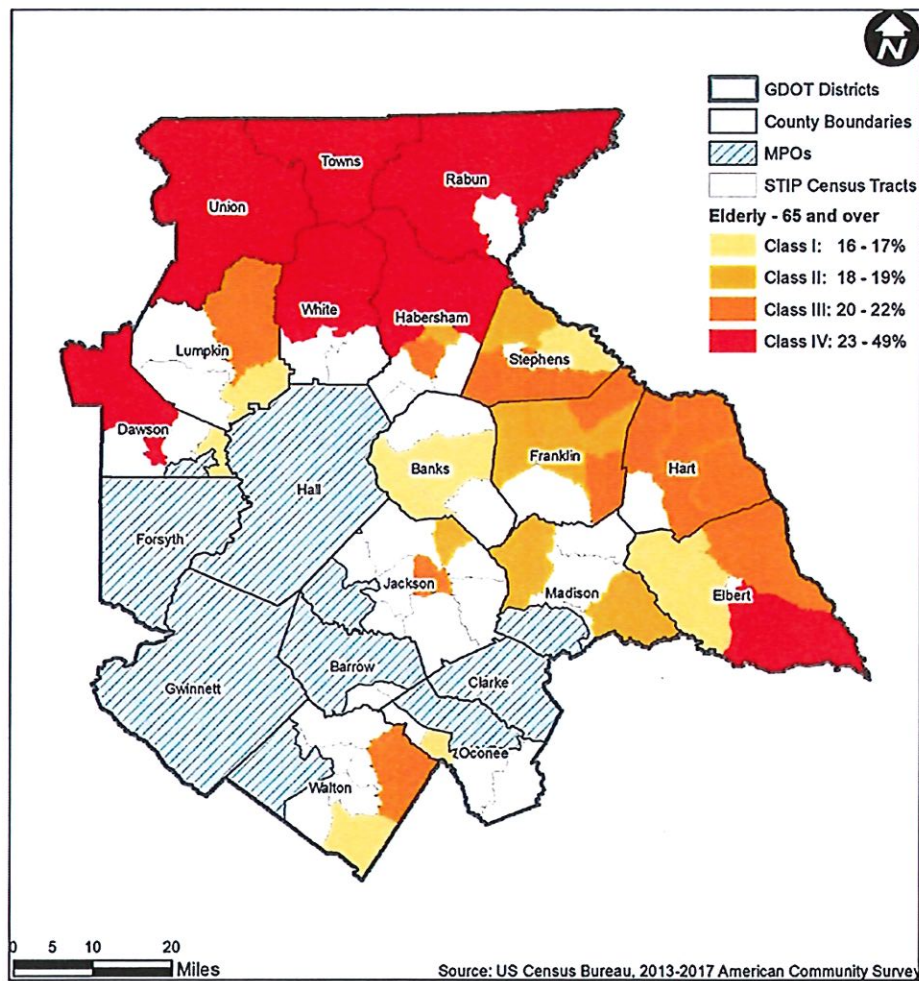 N
GDOT Districts
County Boundaries
MPOs
STIP Census Tracts
Elderly - 65 and over
Class I: 16 - 17%
Class II: 18 - 19%
Class III: 20 - 22%
Class IV: 23 - 49%
Towns
Rabun
Union
White
Habersham
Lumpkin
Stephens
Dawson
Banks
Franklin
Hart
Hall
Forsyth
Jackson
Madison
Elbert
Barrow
Clarke
Gwinnett
Oconee
Walton
0 5 10 20
Miles
Source: US Census Bureau, 2013-2017 American Community Survey